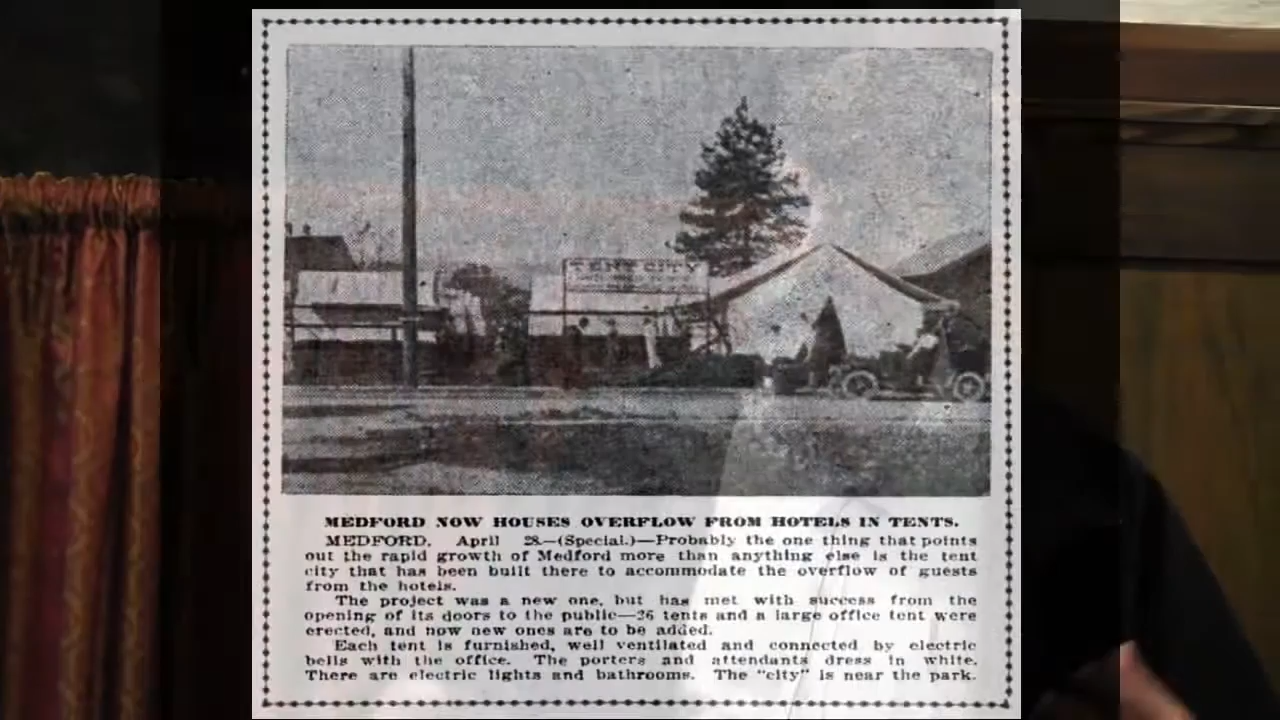 TENT CITY
MEDFORD NOW HOUSES OVERFLOW FROM HOTELS IN TENTS.
MEDFORD, April 28.—(Special.)—Probably the one thing that points
out the rapid growth of Medford more than anything else is the tent
city that has been built there to accommodate the overflow of guests
from the hotels.
The project was a new one, but has met with success from the
opening of its doors to the public—26 tents and a large office tent were
erected, and now new ones are to be added.
Each tent is furnished, well ventilated and connected by electric
bells with the office. The porters and attendants dress in white.
There are electric lights and bathrooms. The "city" is near the park.